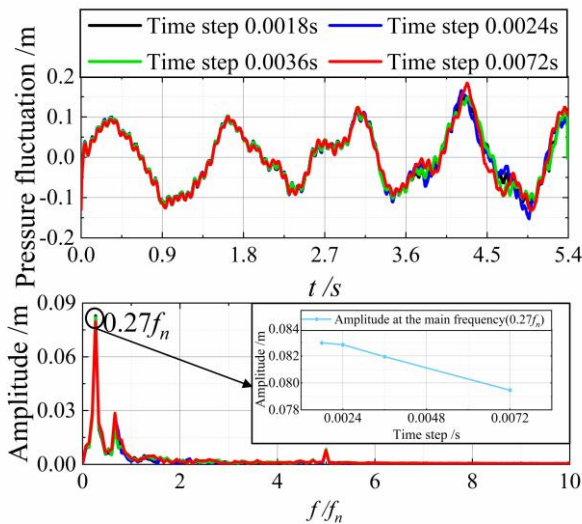 Time step 0.0018s Time step 0.0024s
Time step 0.0036s Time step 0.0072s
Pressure fluctuation /m
0.2
0.1
0.0
-0.1
-0.2
0.0 0.9 1.8 2.7 3.6 4.5 5.4
t /s
Amplitude /m
0.09
0.06
0.03
0.00
0.27fn
Amplitude at the main frequency(0.27fn)
Amplitude /m
0.084
0.082
0.080
0.078
0.0024 0.0048 0.0072
Time step /s
0 2 4 6 8 10
f/fn